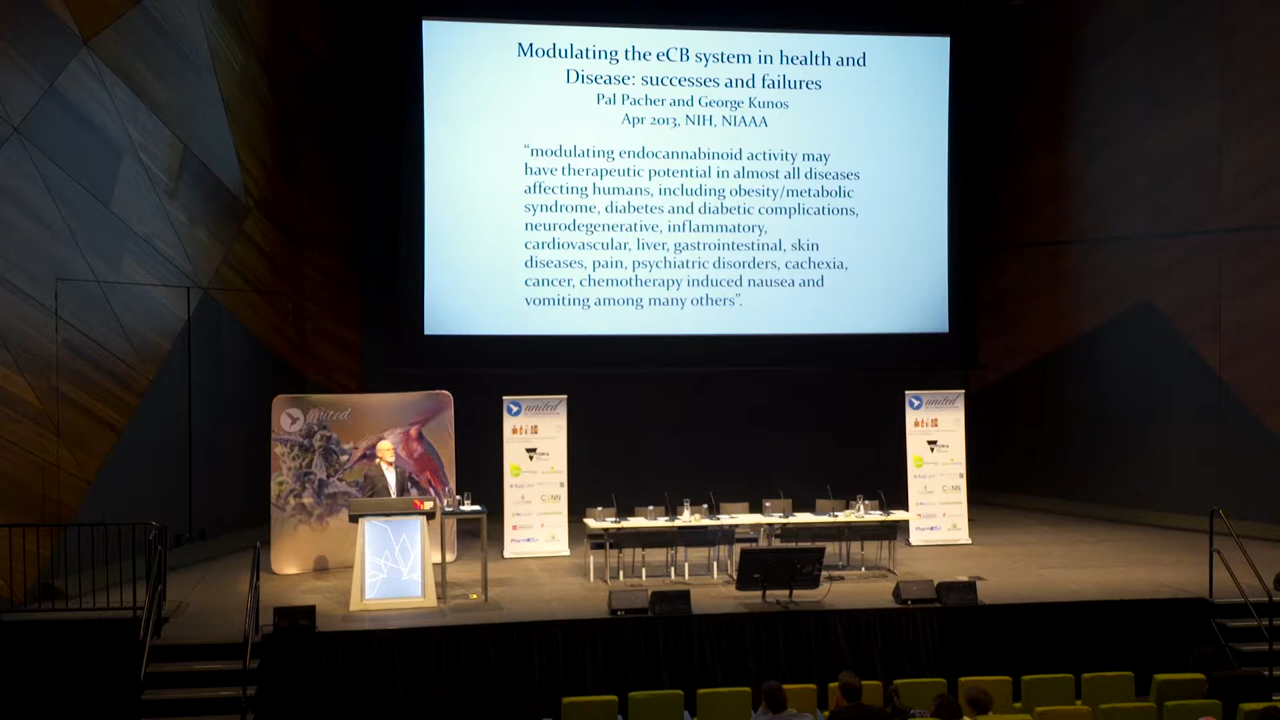 Modulating the eCB system in health and
Disease: successes and failures
Pal Pacher and George Kunos
Apr 2013, NIH, NIAAA
“modulating endocannabinoid activity may
have therapeutic potential in almost all diseases
affecting humans, including obesity/metabolic
syndrome, diabetes and diabetic complications,
neurodegenerative, inflammatory,
cardiovascular, liver, gastrointestinal, skin
diseases, pain, psychiatric disorders, cachexia,
cancer, chemotherapy induced nausea and
vomiting among many others”.
united
united
united